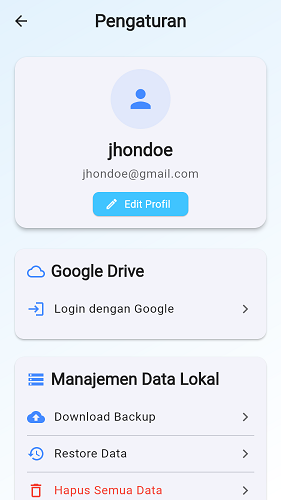 Pengaturan
jhondoe
jhondoe@gmail.com
Edit Profil
Google Drive
Login dengan Google
Manajemen Data Lokal
Download Backup
Restore Data
Hapus Semua Data